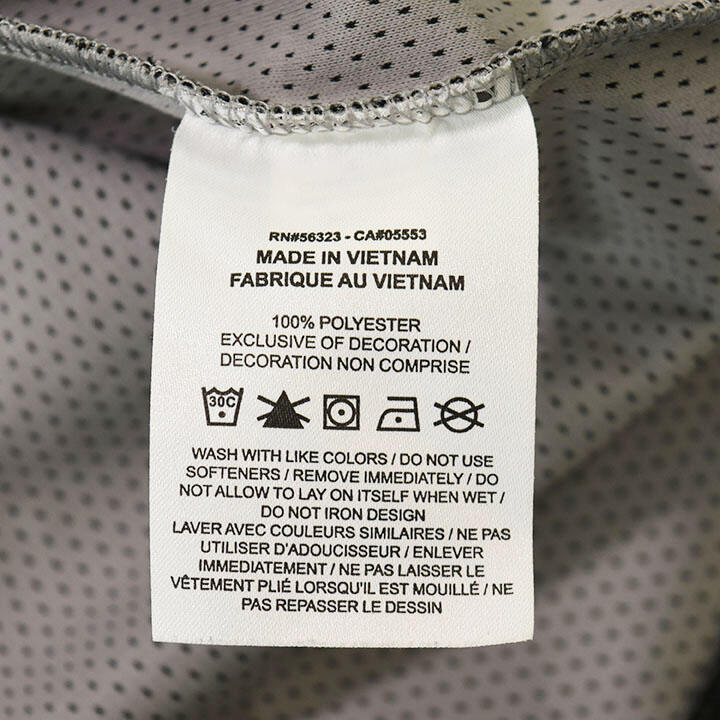 RN#56323 - CA#05553
MADE IN VIETNAM
FABRIQUE AU VIETNAM
100% POLYESTER
EXCLUSIVE OF DECORATION /
DECORATION NON COMPRISE
30C
WASH WITH LIKE COLORS / DO NOT USE
SOFTENERS / REMOVE IMMEDIATELY / DO
NOT ALLOW TO LAY ON ITSELF WHEN WET /
DO NOT IRON DESIGN
LAVER AVEC COULEURS SIMILAIRES / NE PAS
UTILISER D'ADOUCISSEUR / ENLEVER
IMMEDIATEMENT / NE PAS LAISSER LE
VÊTEMENT PLIÉ LORSQU'IL EST MOUILLÉ / NE
PAS REPASSER LE DESSIN